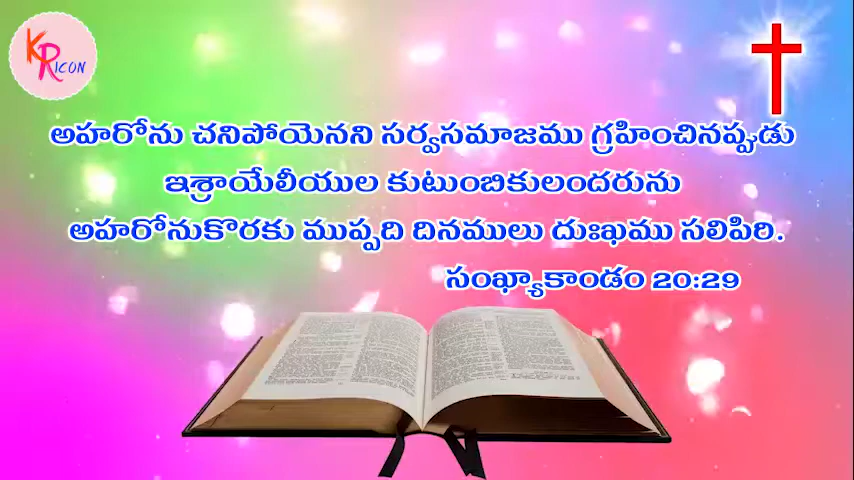 KR
ICON
అహరోను చనిపోయెనని సర్వసమాజము గ్రహించినప్పుడు
ఇశ్రాయేలీయుల కుటుంబికులందరును
అహరోనుకొరకు ముప్పది దినములు దుఃఖము సలిపిరి.
సంఖ్యాకాండం 20:29